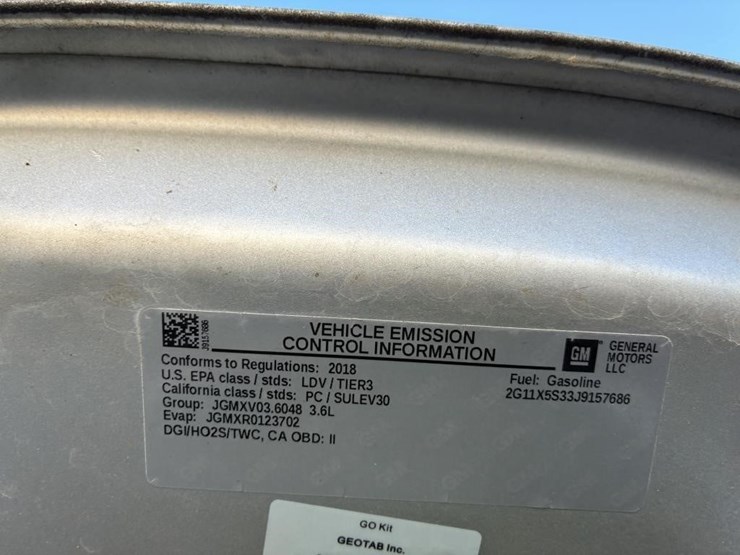 VEHICLE EMISSION
CONTROL INFORMATION
GM
GENERAL
MOTORS
LLC
J9157686
Conforms to Regulations: 2018
U.S. EPA class / stds: LDV / TIER3
California class / stds: PC / SULEV30
Group: JGMXV03.6048 3.6L
Evap: JGMXR0123702
DGI/HO2S/TWC, CA OBD: II
Fuel: Gasoline
2G11X5S33J9157686
GO Kit
GEOTAB Inc.